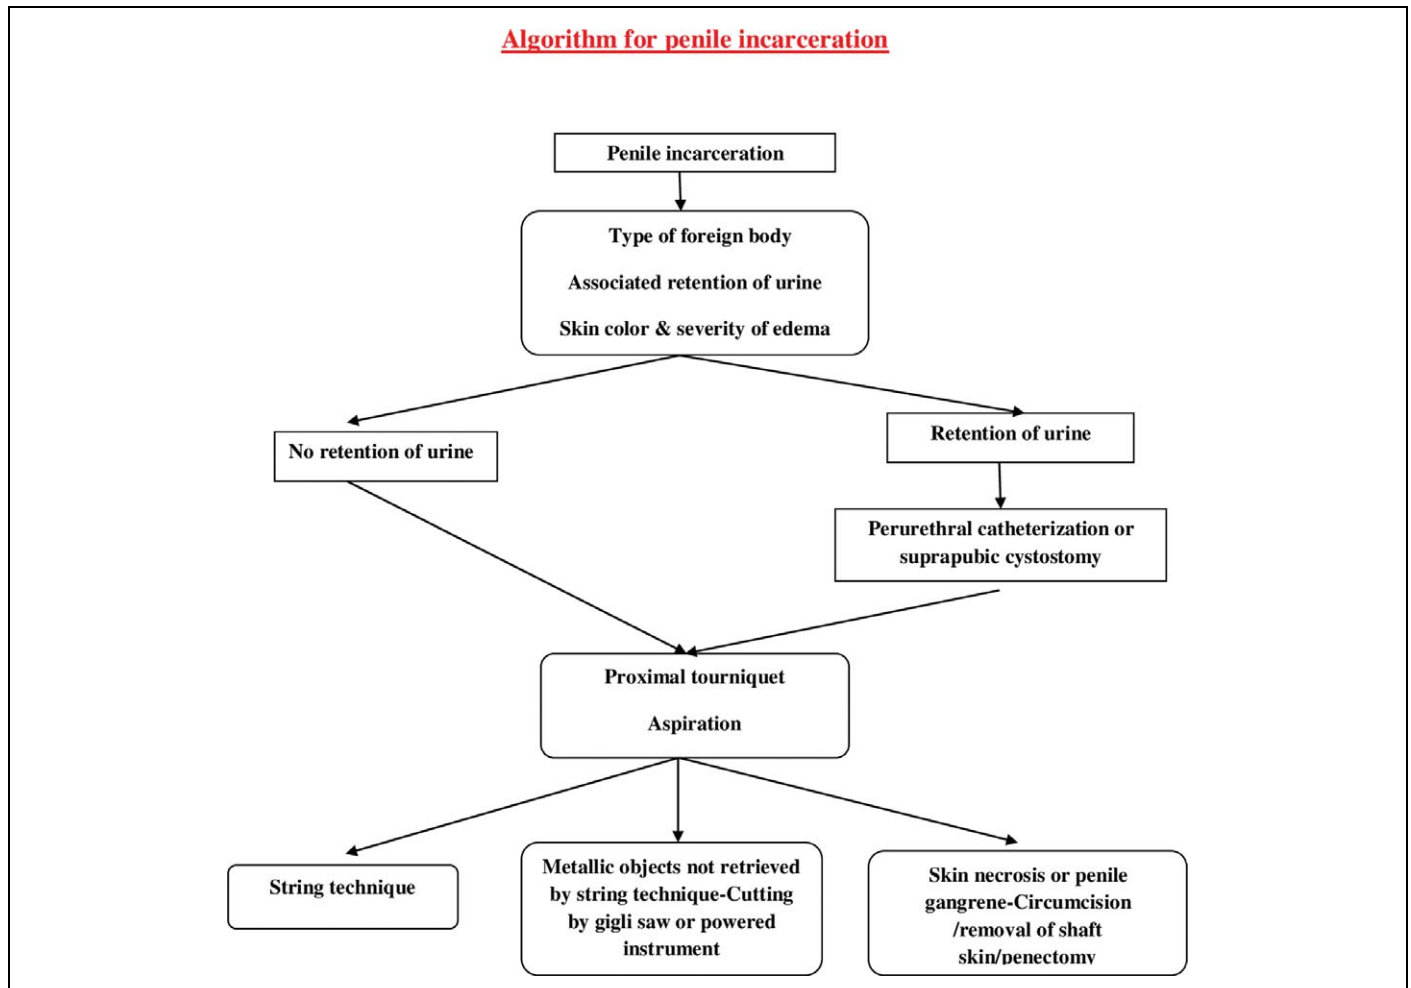 Algorithm for penile incarceration
Penile incarceration
Type of foreign body
Associated retention of urine
Skin color & severity of edema
No retention of urine
Retention of urine
Perurethral catheterization or
suprapubic cystostomy
Proximal tourniquet
Aspiration
String technique
Metallic objects not retrieved
by string technique-Cutting
by gigli saw or powered
instrument
Skin necrosis or penile
gangrene-Circumcision
/removal of shaft
skin/penectomy